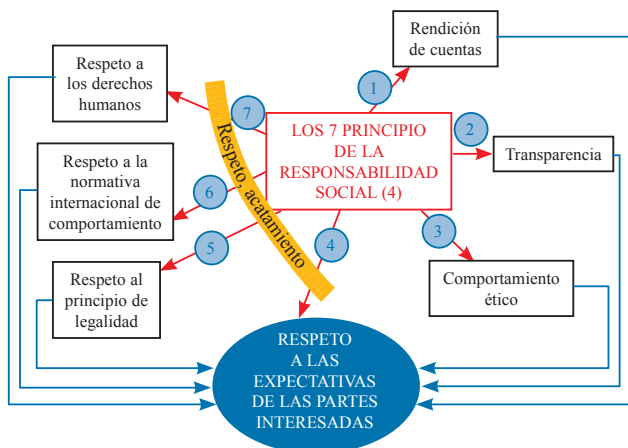 Rendición
de cuentas
1
Respeto a
los derechos
humanos
7
LOS 7 PRINCIPIO
DE LA
RESPONSABILIDAD
SOCIAL (4)
2
Transparencia
Respeto, acatamiento
Respeto a la
normativa
internacional de
comportamiento
6
5
4
3
Respeto al
principio de
legalidad
Comportamiento
ético
RESPETO
A LAS
EXPECTATIVAS
DE LAS PARTES
INTERESADAS